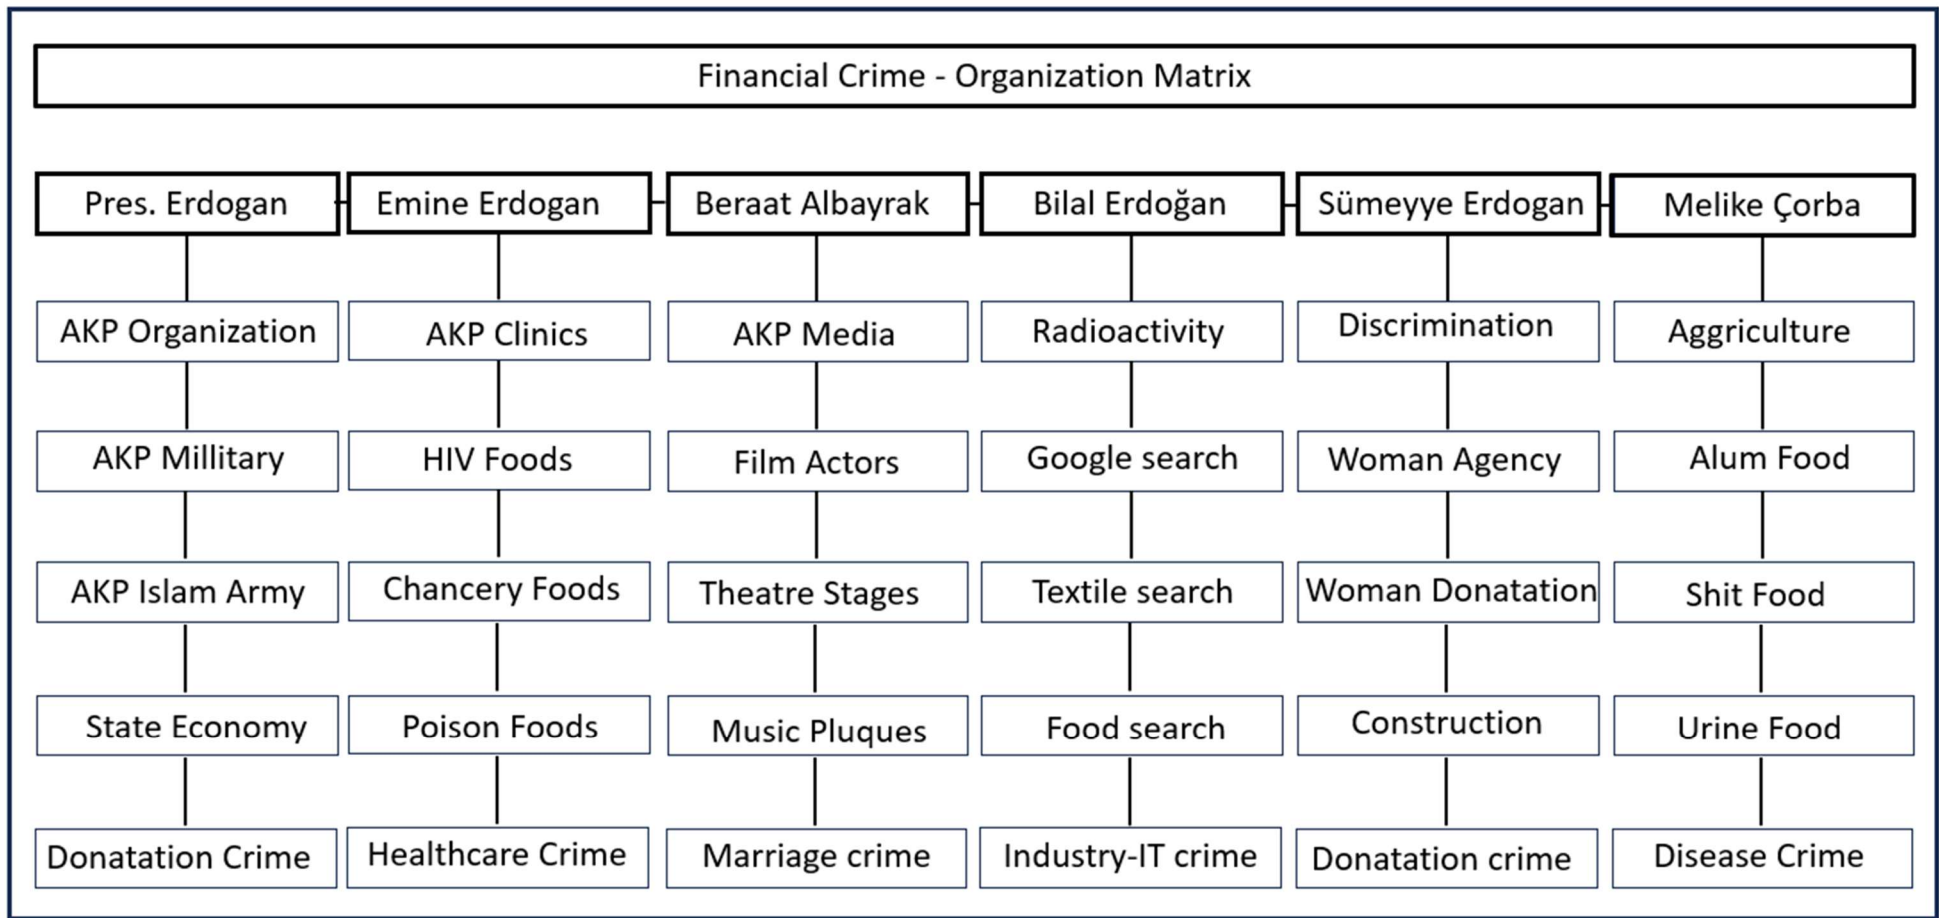 Financial Crime - Organization Matrix
Pres. Erdogan
Emine Erdogan
Beraat Albayrak
Bilal Erdoğan
Sümeyye Erdogan
Melike Çorba
AKP Organization
AKP Clinics
AKP Media
Radioactivity
Discrimination
Aggriculture
AKP Millitary
HIV Foods
Film Actors
Google search
Woman Agency
Alum Food
AKP Islam Army
Chancery Foods
Theatre Stages
Textile search
Woman Donatation
Shit Food
State Economy
Poison Foods
Music Pluques
Food search
Construction
Urine Food
Donatation Crime
Healthcare Crime
Marriage crime
Industry-IT crime
Donatation crime
Disease Crime